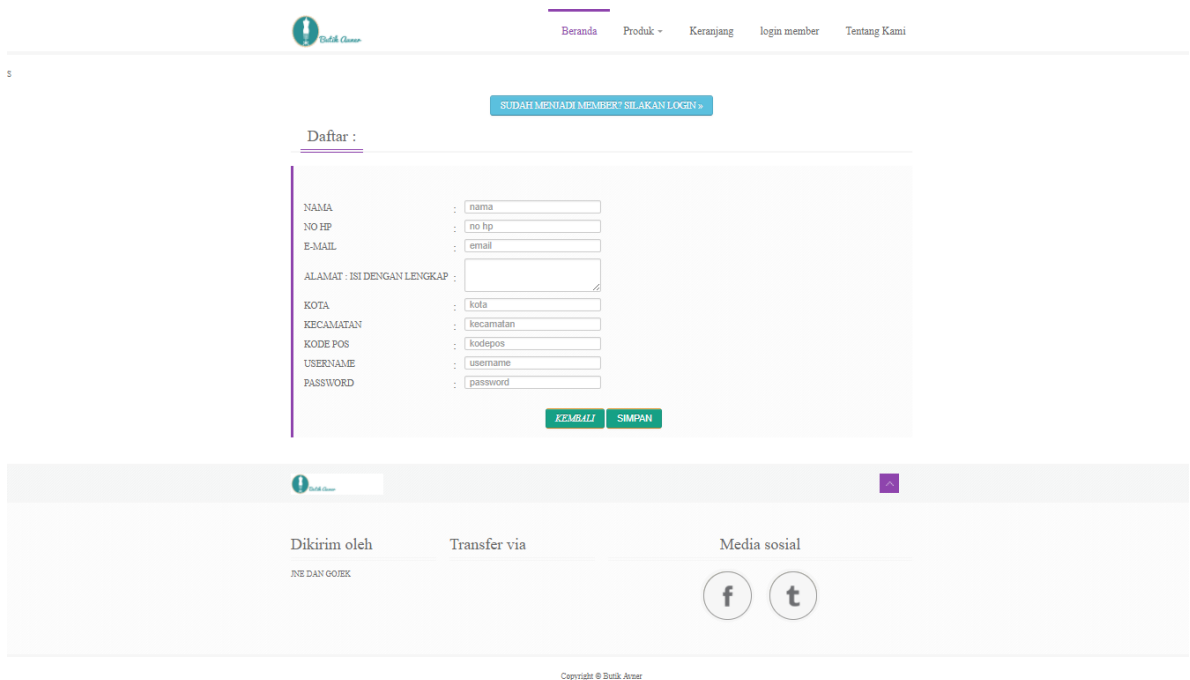 Butik Avner
Beranda Produk Keranjang login member Tentang Kami
s
SUDAH MENJADI MEMBER? SILAKAN LOGIN »
Daftar :
NAMA : nama
NO HP : no hp
E-MAIL : email
ALAMAT : ISI DENGAN LENGKAP :
KOTA : kota
KECAMATAN : kecamatan
KODE POS : kodepos
USERNAME : username
PASSWORD : password
KEMBALI SIMPAN
Butik Avner
Dikirim oleh Transfer via Media sosial
JNE DAN GOJEK
f t
Copyright © Butik Avner